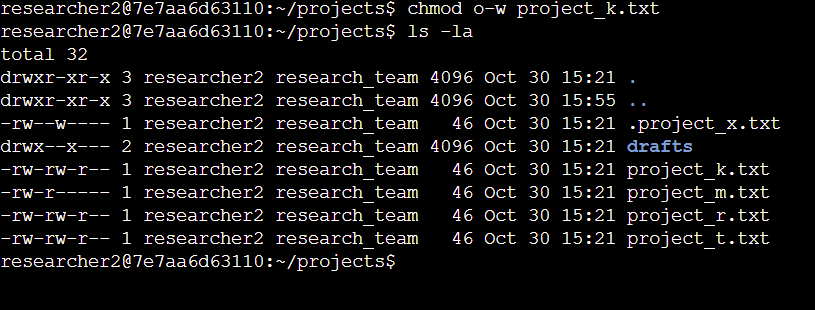 researcher2@7e7aa6d63110:~/projects$ chmod o-w project_k.txt
researcher2@7e7aa6d63110:~/projects$ ls -la
total 32
drwxr-xr-x 3 researcher2 research_team 4096 Oct 30 15:21 .
drwxr-xr-x 3 researcher2 research_team 4096 Oct 30 15:55 ..
-rw--w---- 1 researcher2 research_team   46 Oct 30 15:21 .project_x.txt
drwx--x--- 2 researcher2 research_team 4096 Oct 30 15:21 drafts
-rw-rw-r-- 1 researcher2 research_team   46 Oct 30 15:21 project_k.txt
-rw-r----- 1 researcher2 research_team   46 Oct 30 15:21 project_m.txt
-rw-rw-r-- 1 researcher2 research_team   46 Oct 30 15:21 project_r.txt
-rw-rw-r-- 1 researcher2 research_team   46 Oct 30 15:21 project_t.txt
researcher2@7e7aa6d63110:~/projects$